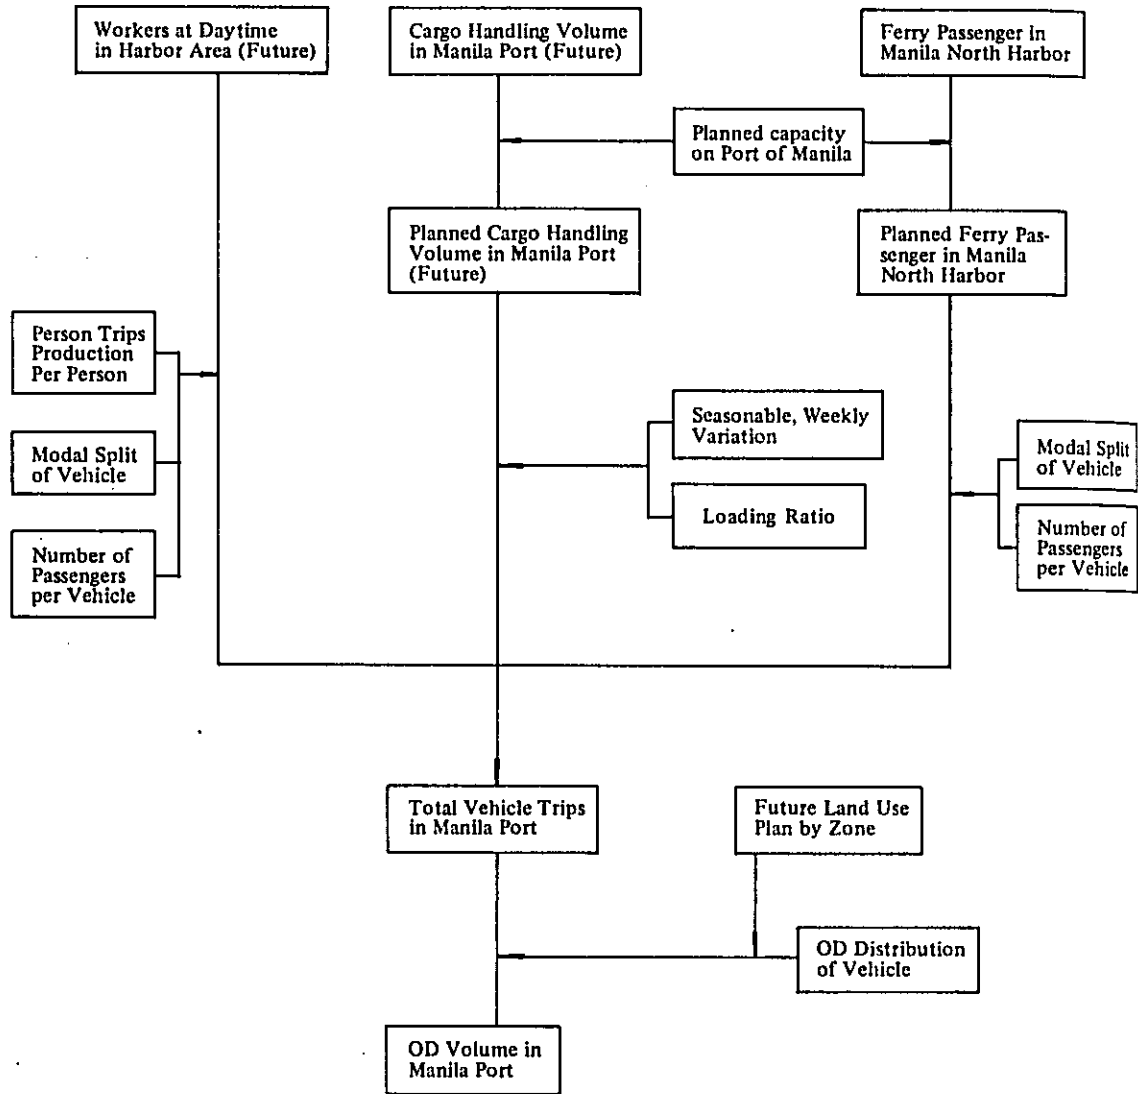 Workers at Daytime
in Harbor Area (Future)
Cargo Handling Volume
in Manila Port (Future)
Ferry Passenger in
Manila North Harbor
Planned capacity
on Port of Manila
Planned Cargo Handling
Volume in Manila Port
(Future)
Planned Ferry Pas-
senger in Manila
North Harbor
Person Trips
Production
Per Person
Modal Split
of Vehicle
Number of
Passengers
per Vehicle
Seasonable, Weekly
Variation
Loading Ratio
Modal Split
of Vehicle
Number of
Passengers
per Vehicle
Total Vehicle Trips
in Manila Port
Future Land Use
Plan by Zone
OD Distribution
of Vehicle
OD Volume in
Manila Port